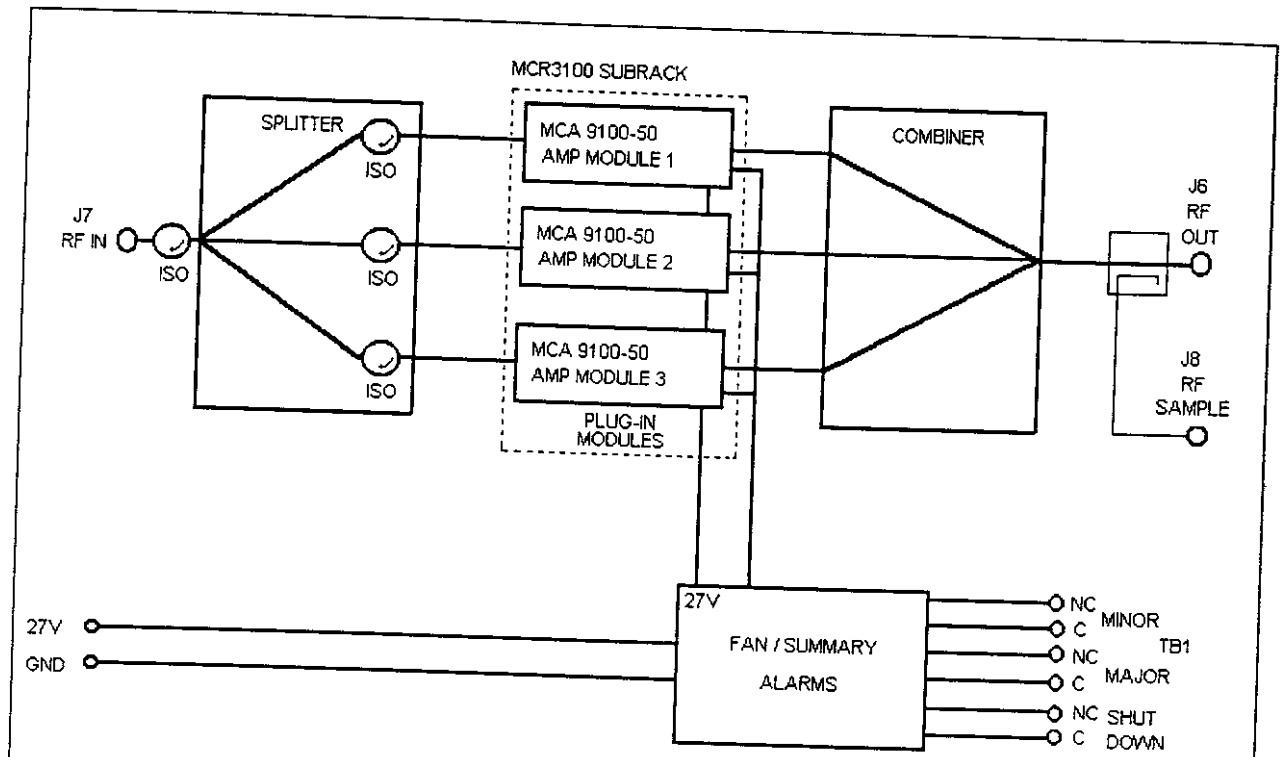 MCR3100 SUBRACK
SPLITTER
ISO
MCA 9100-50
AMP MODULE 1
COMBINER
J7
RF IN
ISO
ISO
MCA 9100-50
AMP MODULE 2
J6
RF
OUT
ISO
MCA 9100-50
AMP MODULE 3
PLUG-IN
MODULES
J8
RF
SAMPLE
27V
GND
27V
FAN / SUMMARY
ALARMS
NC
C
MINOR
TB1
NC
C
MAJOR
NC
C
SHUT
DOWN